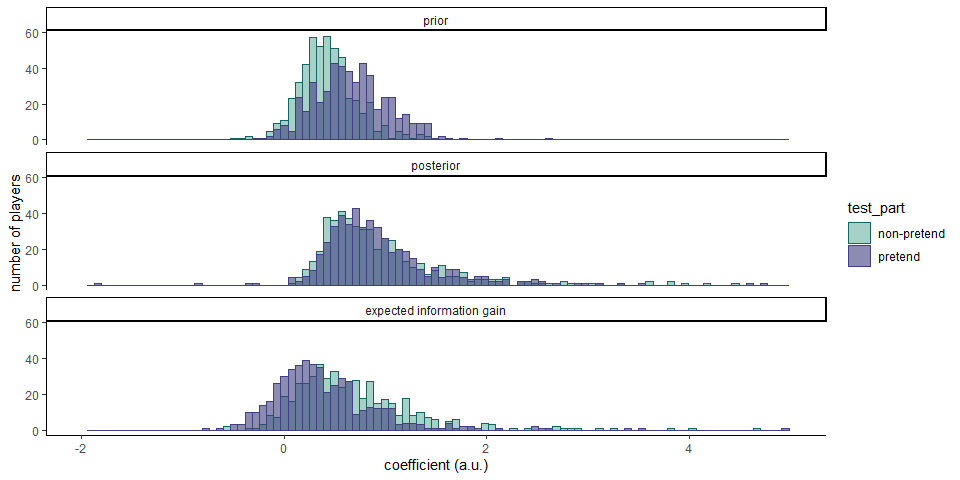 prior
60
40
20
0
posterior
60
40
20
0
expected information gain
60
40
20
0
number of players
-2
0
2
4
coefficient (a.u.)
test_part
non-pretend
pretend